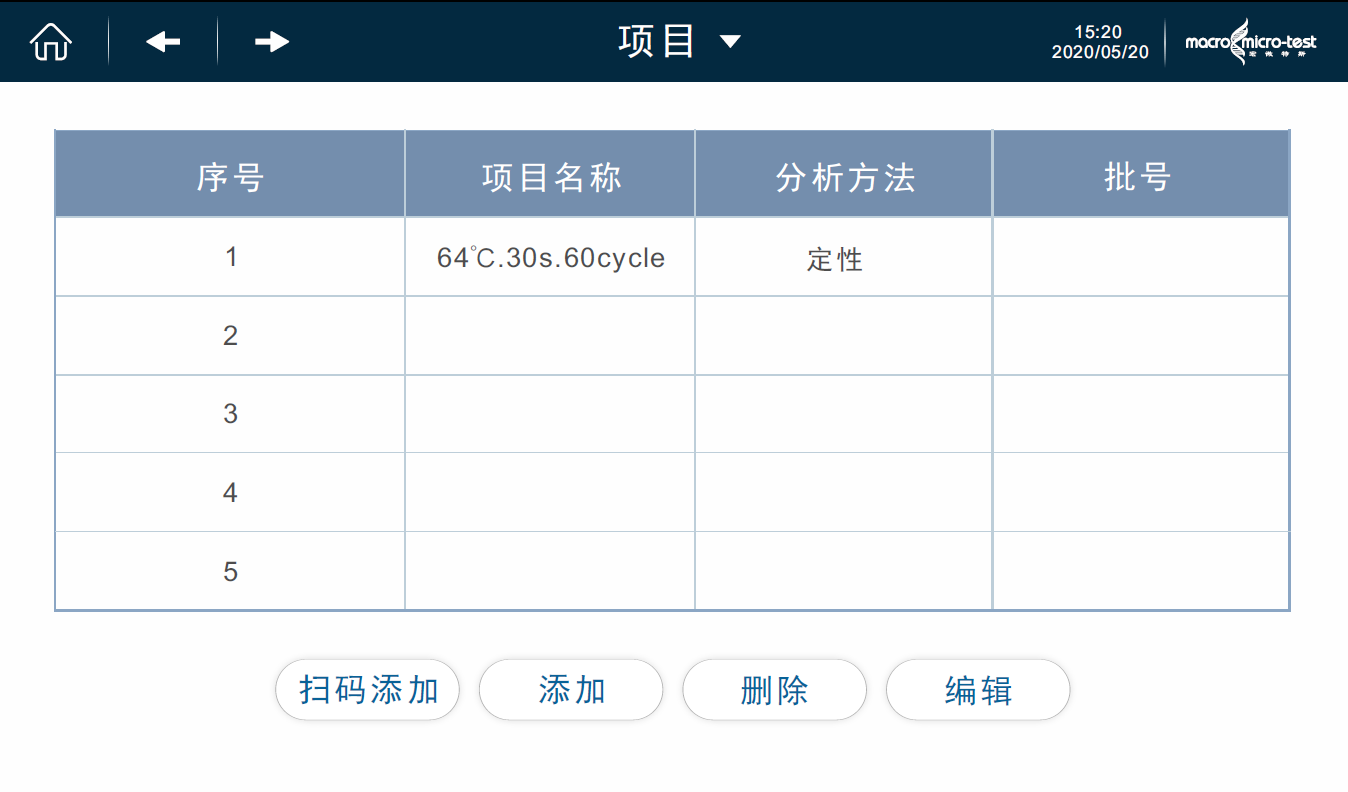 项目
15:20
2020/05/20
macro micro-test
宏微特斯
序号 项目名称 分析方法 批号
1 64℃.30s.60cycle 定性
2
3
4
5
扫码添加 添加 删除 编辑